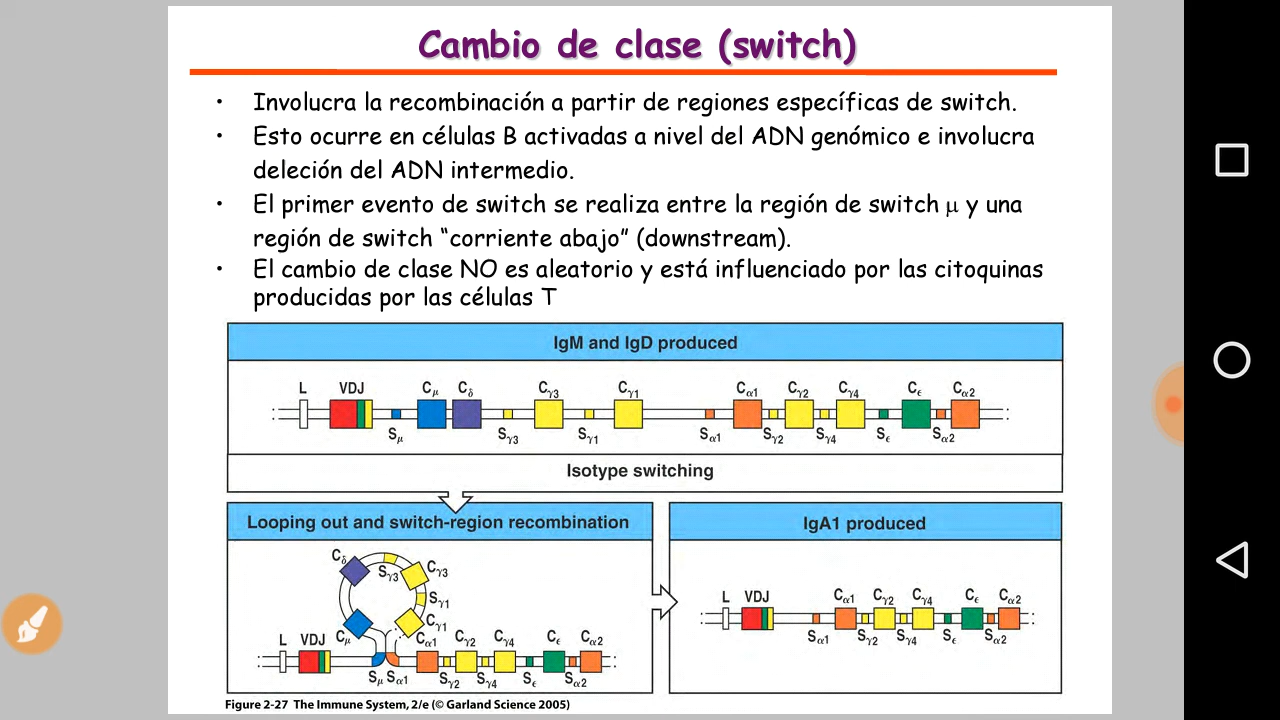 Cambio de clase (switch)
• Involucra la recombinación a partir de regiones específicas de switch.
• Esto ocurre en células B activadas a nivel del ADN genómico e involucra
deleción del ADN intermedio.
• El primer evento de switch se realiza entre la región de switch μ y una
región de switch “corriente abajo” (downstream).
• El cambio de clase NO es aleatorio y está influenciado por las citoquinas
producidas por las células T
IgM and IgD produced
L VDJ Cμ Cδ Cγ3 Cγ1 Cα1 Cγ2 Cγ4 Cϵ Cα2
Sμ Sγ3 Sγ1 Sα1 Sγ2 Sγ4 Sϵ Sα2
Isotype switching
Looping out and switch-region recombination
Cδ Sγ3 Cγ3
Sγ1
Cγ1
L VDJ Cμ Cα1 Cγ2 Cγ4 Cϵ Cα2
Sμ Sα1 Sγ2 Sγ4 Sϵ Sα2
IgA1 produced
L VDJ Cα1 Cγ2 Cγ4 Cϵ Cα2
Sα1 Sγ2 Sγ4 Sϵ Sα2
Figure 2-27 The Immune System, 2/e (© Garland Science 2005)